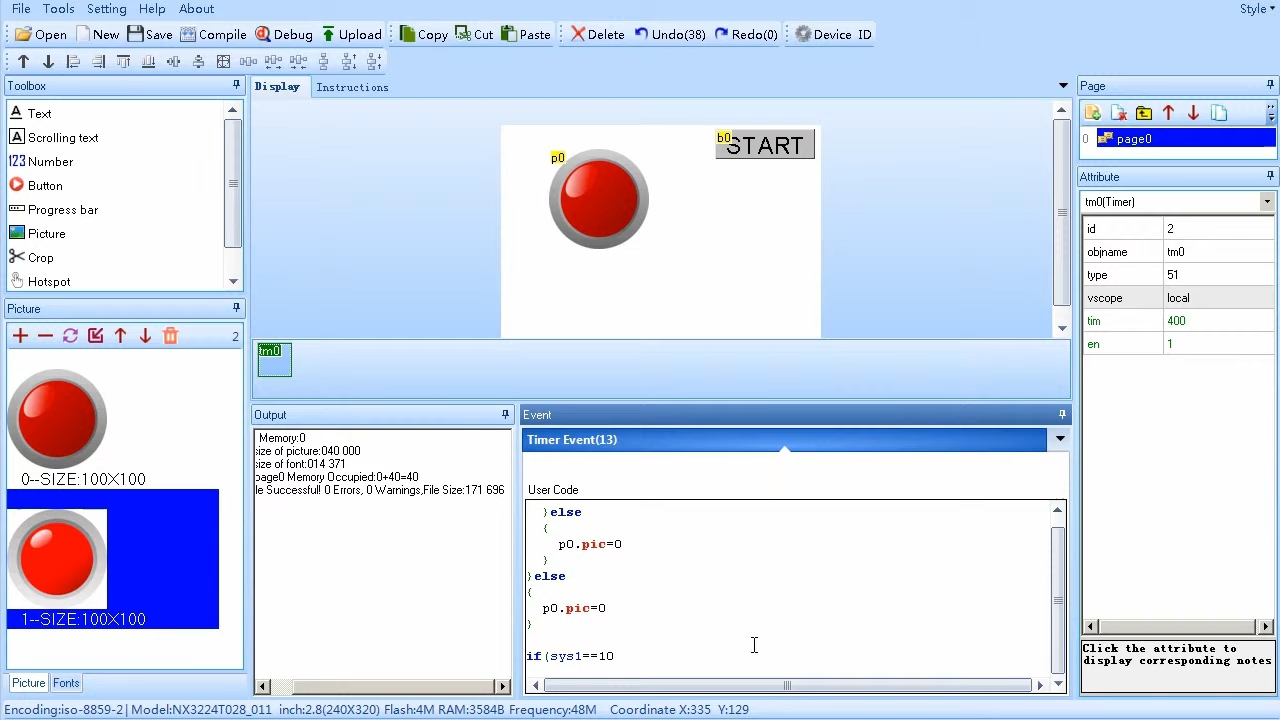 File Tools Setting Help About Style
Open New Save Compile Debug Upload Copy Cut Paste Delete Undo(38) Redo(0) Device ID
Toolbox
Text
Scrolling text
123 Number
Button
Progress bar
Picture
Crop
Hotspot
Picture
2
0--SIZE:100X100
1--SIZE:100X100
Picture Fonts
Display Instructions
p0
b0 START
tm0
Output
Memory:0
size of picture:040 000
size of font:014 371
page0 Memory Occupied:0+40=40
le Successful! 0 Errors, 0 Warnings,File Size:171 696
Event
Timer Event(13)
User Code
}else
{
p0.pic=0
}
}else
{
p0.pic=0
}
if(sys1==10
Page
0 page0
Attribute
tm0(Timer)
id 2
objname tm0
type 51
vscope local
tim 400
en 1
Click the attribute to
display corresponding notes
Encoding:iso-8859-2| Model:NX3224T028_011 inch:2.8(240X320) Flash:4M RAM:3584B Frequency:48M Coordinate X:335 Y:129